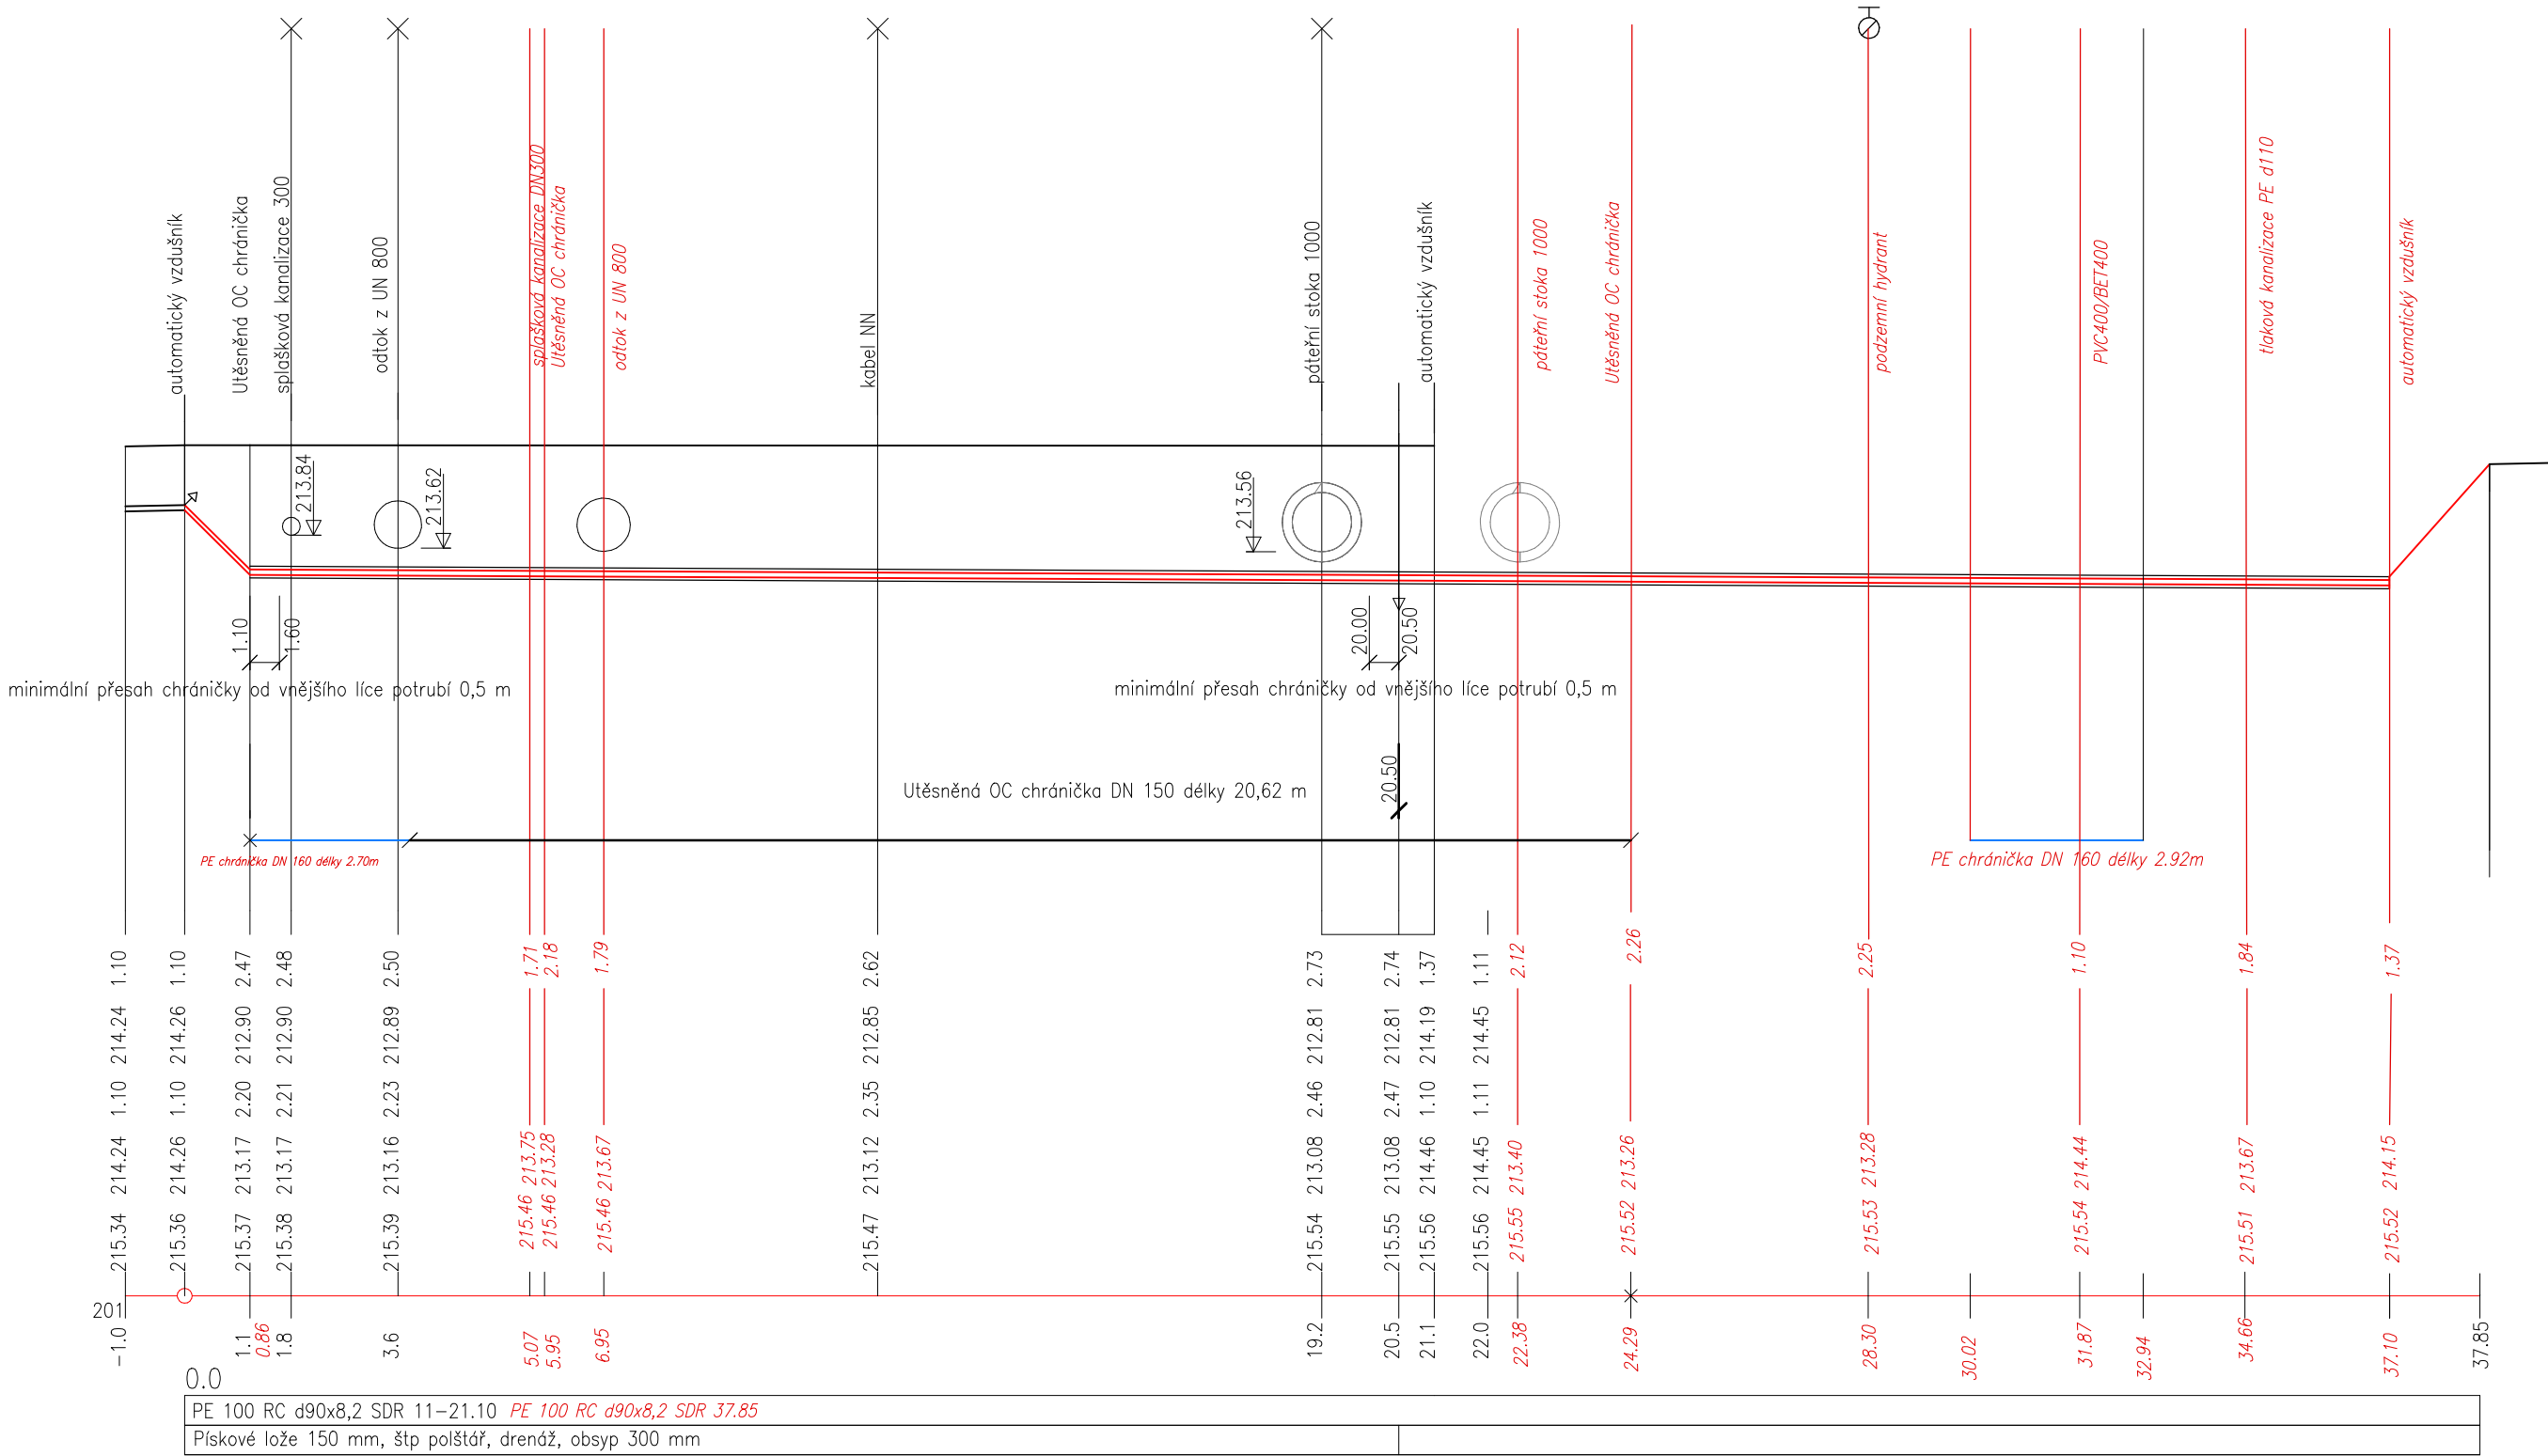 automatický vzdušník
Utěsněná OC chránička
splašková kanalizace 300
odtok z UN 800
splašková kanalizace DN300
Utěsněná OC chránička
odtok z UN 800
kabel NN
páteřní stoka 1000
automatický vzdušník
páteřní stoka 1000
Utěsněná OC chránička
podzemní hydrant
PVC400/BET400
tlaková kanalizace PE d110
automatický vzdušník
213.84
213.62
213.56
1.10
1.60
20.00
20.50
minimální přesah chráničky od vnějšího líce potrubí 0,5 m
minimální přesah chráničky od vnějšího líce potrubí 0,5 m
Utěsněná OC chránička DN 150 délky 20,62 m
20.50
PE chránička DN 160 délky 2.70m
PE chránička DN 160 délky 2.92m
215.34 214.24 1.10 214.24 1.10
215.36 214.26 1.10 214.26 1.10
215.37 213.17 2.20 212.90 2.47
215.38 213.17 2.21 212.90 2.48
215.39 213.16 2.23 212.89 2.50
215.46 213.75 1.71
215.46 213.28 2.18
215.46 213.67 1.79
215.47 213.12 2.35 212.85 2.62
215.54 213.08 2.46 212.81 2.73
215.55 213.08 2.47 212.81 2.74
215.56 214.46 1.10 214.19 1.37
215.56 214.45 1.11 214.45 1.11
215.55 213.40 2.12
215.52 213.26 2.26
215.53 213.28 2.25
215.54 214.44 1.10
215.51 213.67 1.84
215.52 214.15 1.37
201
-1.0
1.1
0.86
1.8
3.6
5.07
5.95
6.95
19.2
20.5
21.1
22.0
22.38
24.29
28.30
30.02
31.87
32.94
34.66
37.10
37.85
0.0
PE 100 RC d90x8,2 SDR 11-21.10 PE 100 RC d90x8,2 SDR 37.85
Pískové lože 150 mm, štp polštář, drenáž, obsyp 300 mm